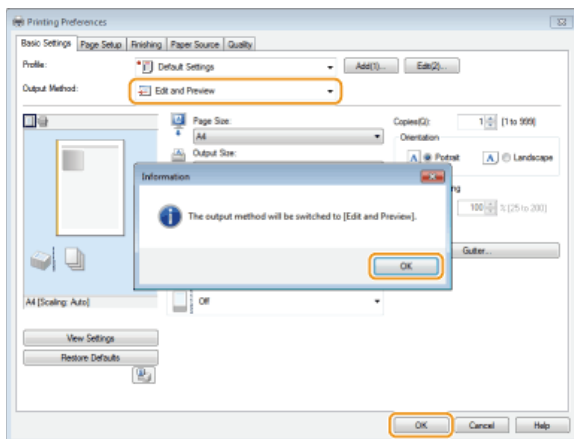 Printing Preferences
Basic Settings Page Setup Finishing Paper Source Quality
Profile: Default Settings Add(1)... Edit(2)...
Output Method: Edit and Preview
Page Size: Copies(Q): 1 [1 to 999]
A4 Orientation
Output Size: A Portrait A Landscape
Information
ng
100 % [25 to 200]
The output method will be switched to [Edit and Preview].
Gutter...
OK
A4 [Scaling: Auto] Off
View Settings
Restore Defaults
OK Cancel Help